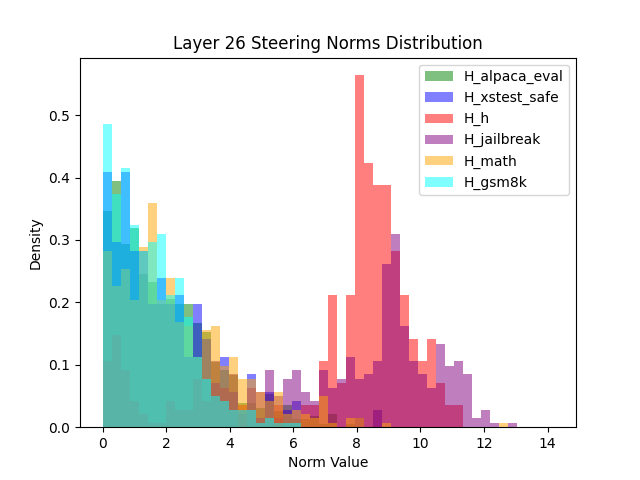 Layer 26 Steering Norms Distribution
H_alpaca_eval
H_xstest_safe
H_h
H_jailbreak
H_math
H_gsm8k
Density
0.5
0.4
0.3
0.2
0.1
0.0
0 2 4 6 8 10 12 14
Norm Value